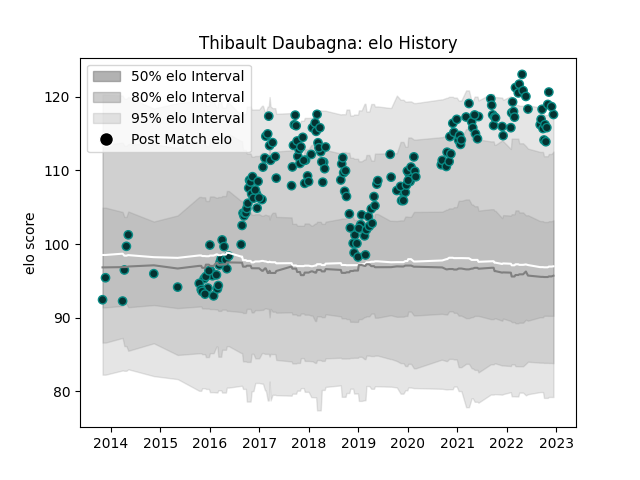 Thibault Daubagna: elo History
50% elo Interval
80% elo Interval
95% elo Interval
Post Match elo
elo score
120
110
100
90
80
2014 2015 2016 2017 2018 2019 2020 2021 2022 2023